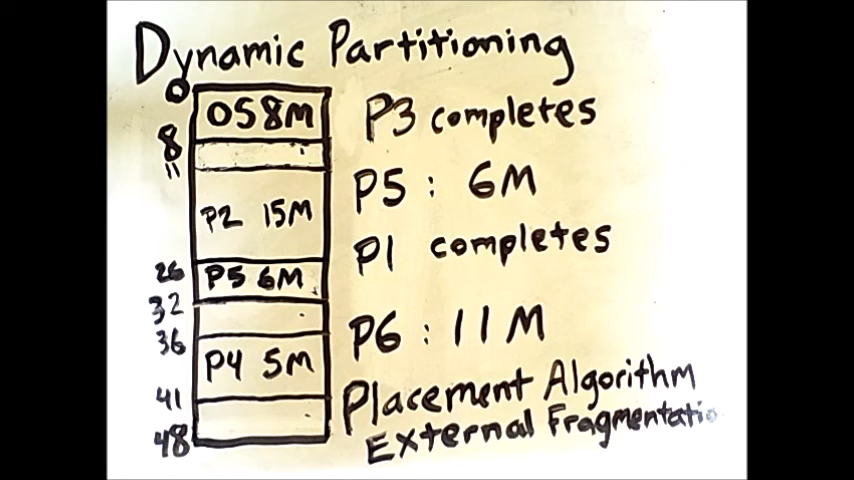 Dynamic Partitioning
0
OS 8M
P3 completes
8
11
P5 : 6M
P2 15M
P1 completes
26
P5 6M
32
P6 : 11M
36
P4 5M
Placement Algorithm
41
External Fragmentatio
48